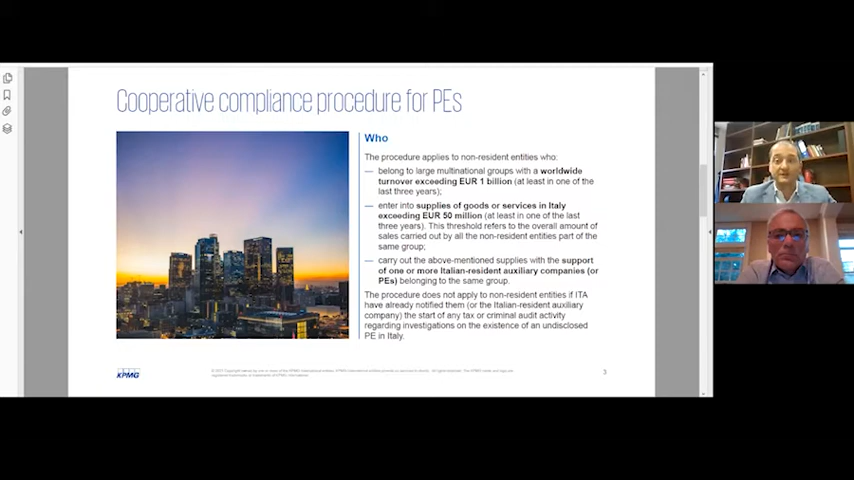 Cooperative compliance procedure for PEs
Who
The procedure applies to non-resident entities who:
— belong to large multinational groups with a worldwide
turnover exceeding EUR 1 billion (at least in one of the
last three years);
— enter into supplies of goods or services in Italy
exceeding EUR 50 million (at least in one of the last
three years). This threshold refers to the overall amount of
sales carried out by all the non-resident entities part of the
same group;
— carry out the above-mentioned supplies with the support
of one or more Italian-resident auxiliary companies (or
PEs) belonging to the same group.
The procedure does not apply to non-resident entities if ITA
have already notified them (or the Italian-resident auxiliary
company) the start of any tax or criminal audit activity
regarding investigations on the existence of an undisclosed
PE in Italy.
KPMG
3